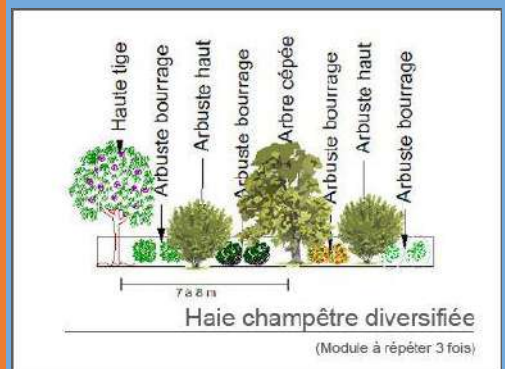 Haute tige
Arbuste bourrage
Arbuste haut
Arbuste bourrage
Arbre cépée
Arbuste bourrage
Arbuste haut
Arbuste bourrage
7 à 8 m
Haie champêtre diversifiée
(Module à répéter 3 fois)